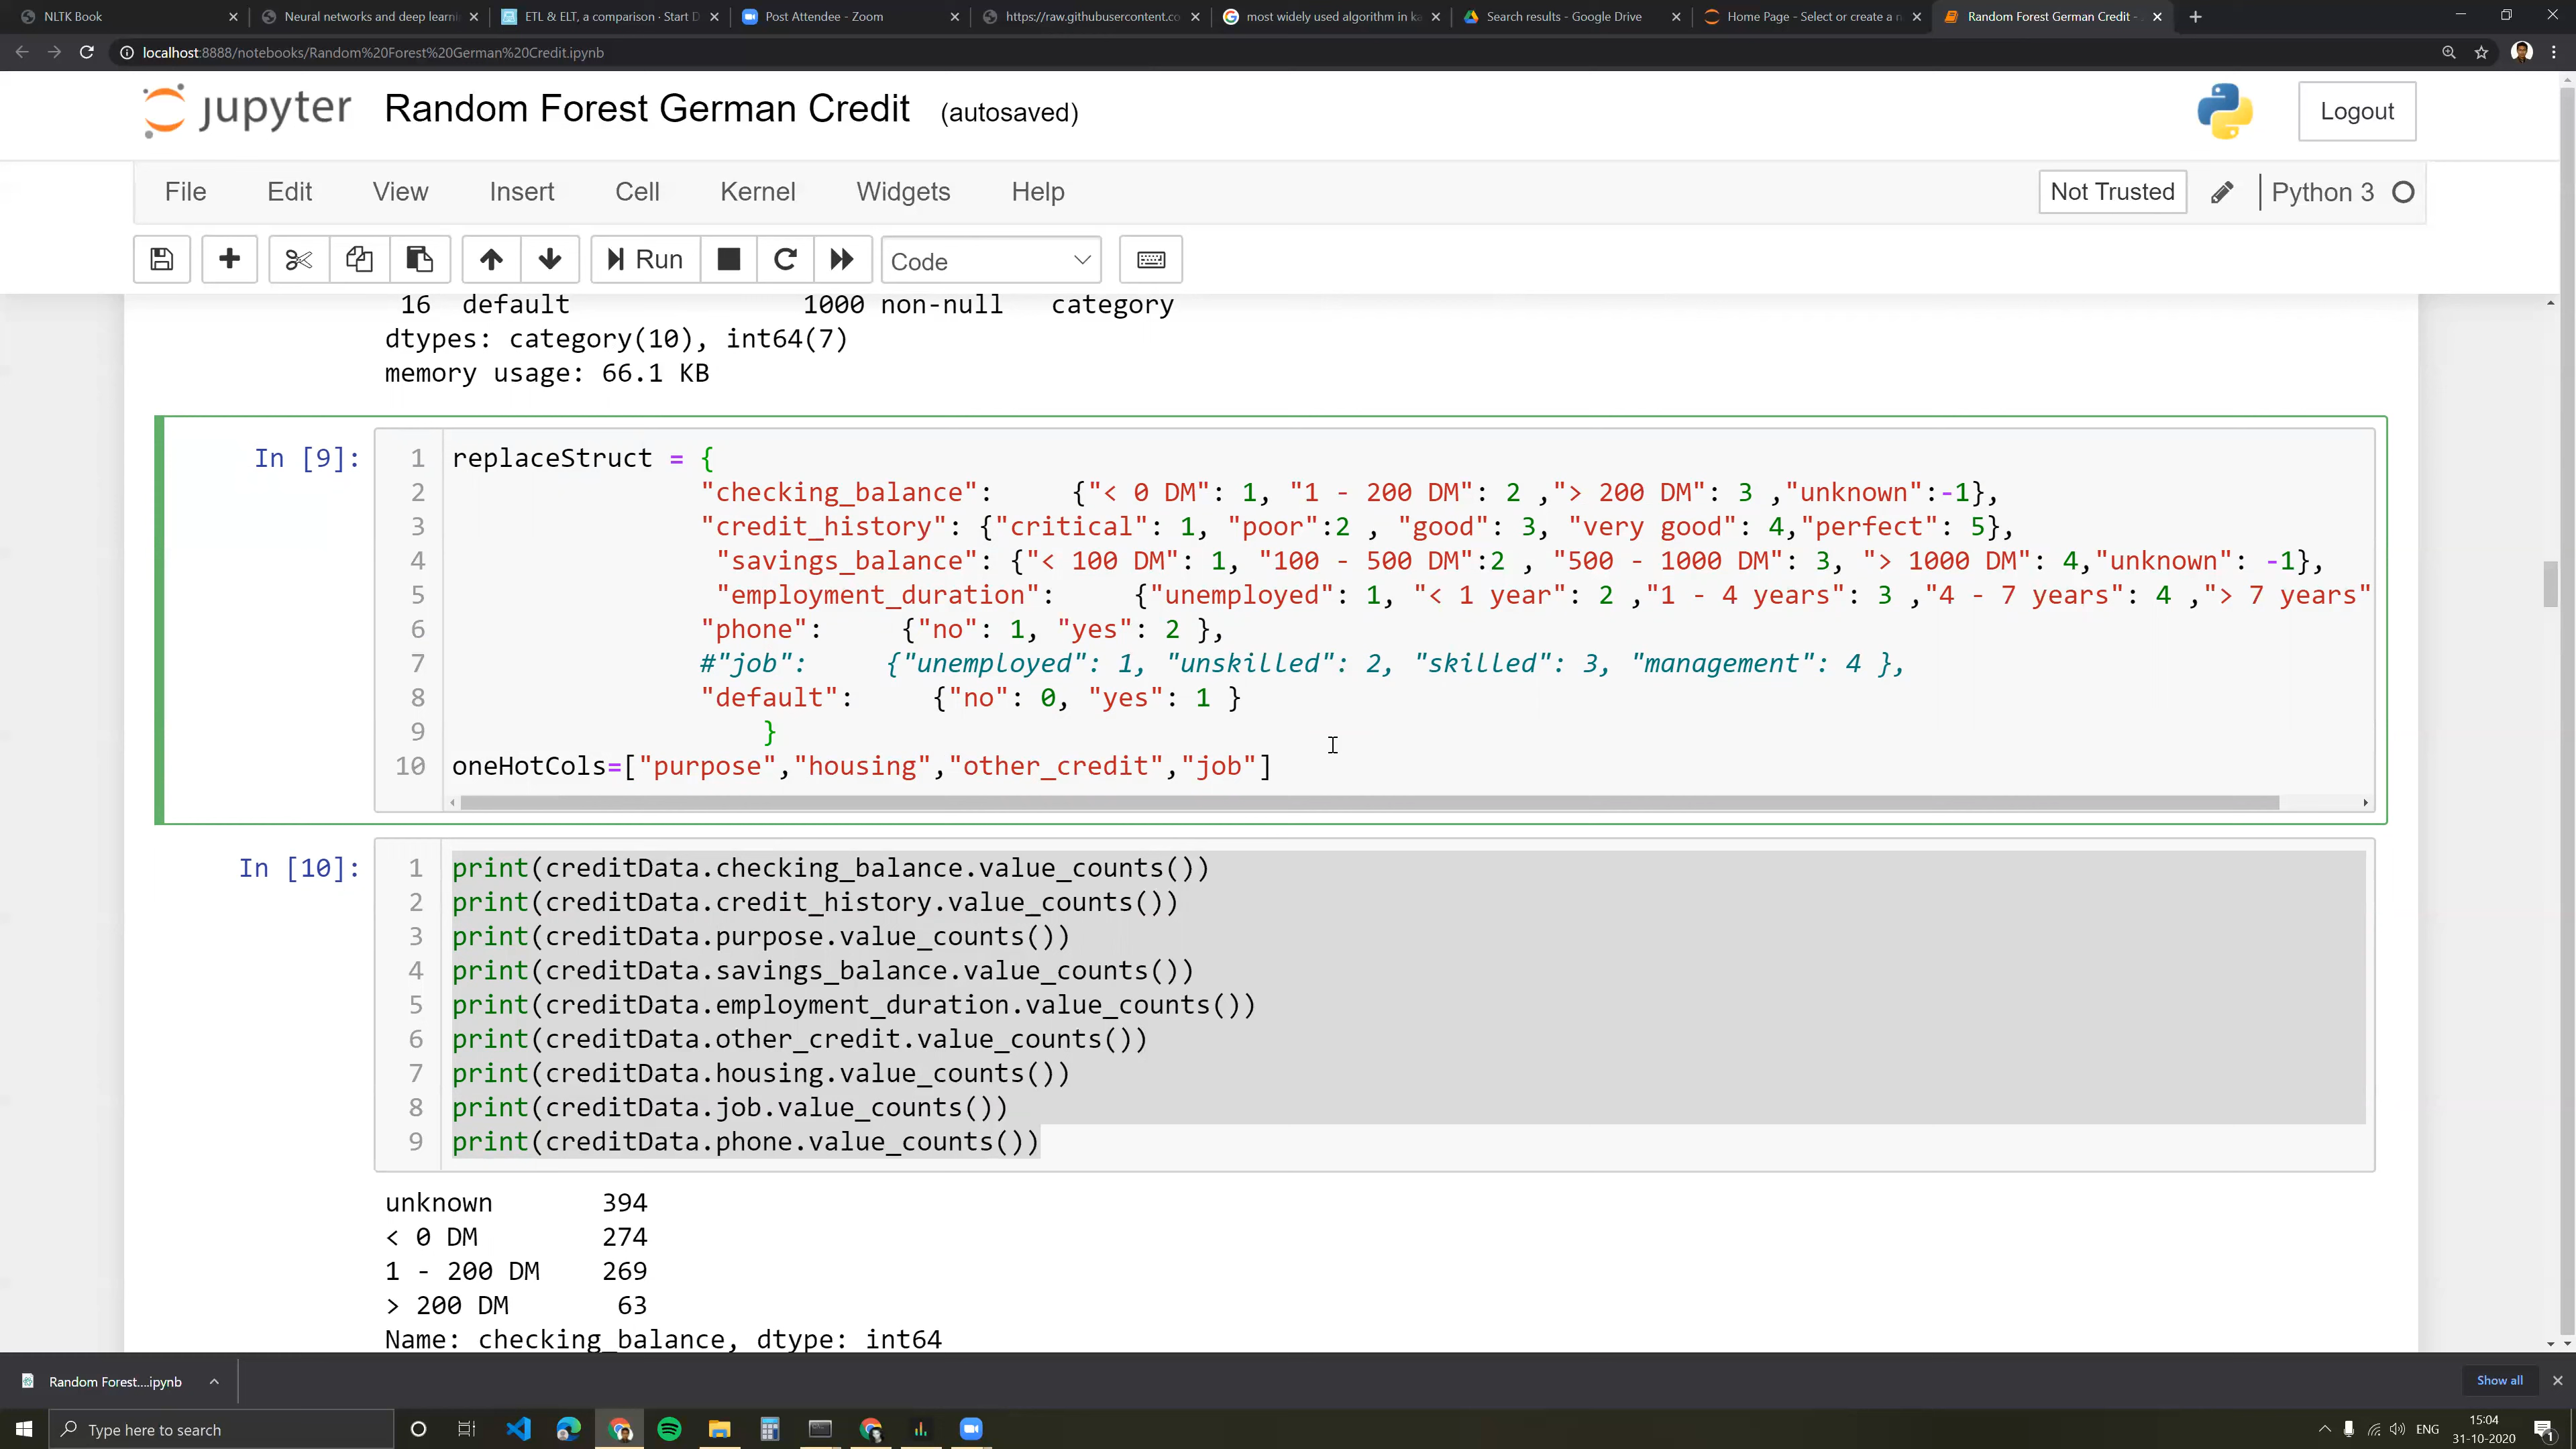 NLTK Book
Neural networks and deep learni
ETL & ELT, a comparison · Start D
Post Attendee - Zoom
https://raw.githubusercontent.co
most widely used algorithm in ka
Search results - Google Drive
Home Page - Select or create a n
Random Forest German Credit -
localhost:8888/notebooks/Random%20Forest%20German%20Credit.ipynb
jupyter Random Forest German Credit (autosaved)
Logout
File Edit View Insert Cell Kernel Widgets Help
Not Trusted
Python 3
Run
Code
16 default 1000 non-null category
dtypes: category(10), int64(7)
memory usage: 66.1 KB
In [9]:
1 replaceStruct = {
2 "checking_balance": {"< 0 DM": 1, "1 - 200 DM": 2 ,"> 200 DM": 3 ,"unknown":-1},
3 "credit_history": {"critical": 1, "poor":2 , "good": 3, "very good": 4,"perfect": 5},
4 "savings_balance": {"< 100 DM": 1, "100 - 500 DM":2 , "500 - 1000 DM": 3, "> 1000 DM": 4,"unknown": -1},
5 "employment_duration": {"unemployed": 1, "< 1 year": 2 ,"1 - 4 years": 3 ,"4 - 7 years": 4 ,"> 7 years"
6 "phone": {"no": 1, "yes": 2 },
7 #"job": {"unemployed": 1, "unskilled": 2, "skilled": 3, "management": 4 },
8 "default": {"no": 0, "yes": 1 }
9 }
10 oneHotCols=["purpose","housing","other_credit","job"]
In [10]:
1 print(creditData.checking_balance.value_counts())
2 print(creditData.credit_history.value_counts())
3 print(creditData.purpose.value_counts())
4 print(creditData.savings_balance.value_counts())
5 print(creditData.employment_duration.value_counts())
6 print(creditData.other_credit.value_counts())
7 print(creditData.housing.value_counts())
8 print(creditData.job.value_counts())
9 print(creditData.phone.value_counts())
unknown 394
< 0 DM 274
1 - 200 DM 269
> 200 DM 63
Name: checking_balance, dtype: int64
Random Forest....ipynb
Show all
Type here to search
ENG
15:04
31-10-2020
1